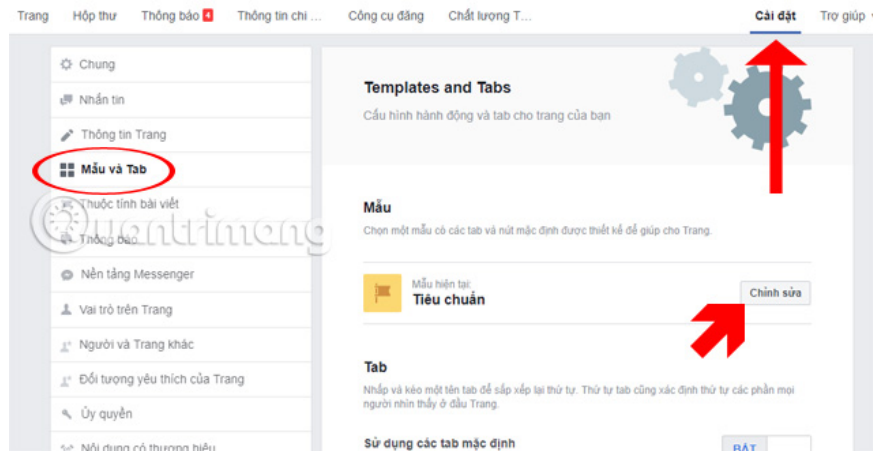 Trang Hộp thư Thông báo 4 Thông tin chi ... Công cụ đăng Chất lượng T... Cài đặt Trợ giúp
Chung
Nhắn tin
Thông tin Trang
Mẫu và Tab
Thuộc tính bài viết
Thông báo
Nền tảng Messenger
Vai trò trên Trang
Người và Trang khác
Đối tượng yêu thích của Trang
Ủy quyền
Nội dung có thương hiệu
Quantrimang
Templates and Tabs
Cấu hình hành động và tab cho trang của bạn
Mẫu
Chọn một mẫu có các tab và nút mặc định được thiết kế để giúp cho Trang.
Mẫu hiện tại:
Tiêu chuẩn
Chỉnh sửa
Tab
Nhấp và kéo một tên tab để sắp xếp lại thứ tự. Thứ tự tab cũng xác định thứ tự các phần mọi
người nhìn thấy ở đầu Trang.
Sử dụng các tab mặc định
BẬT